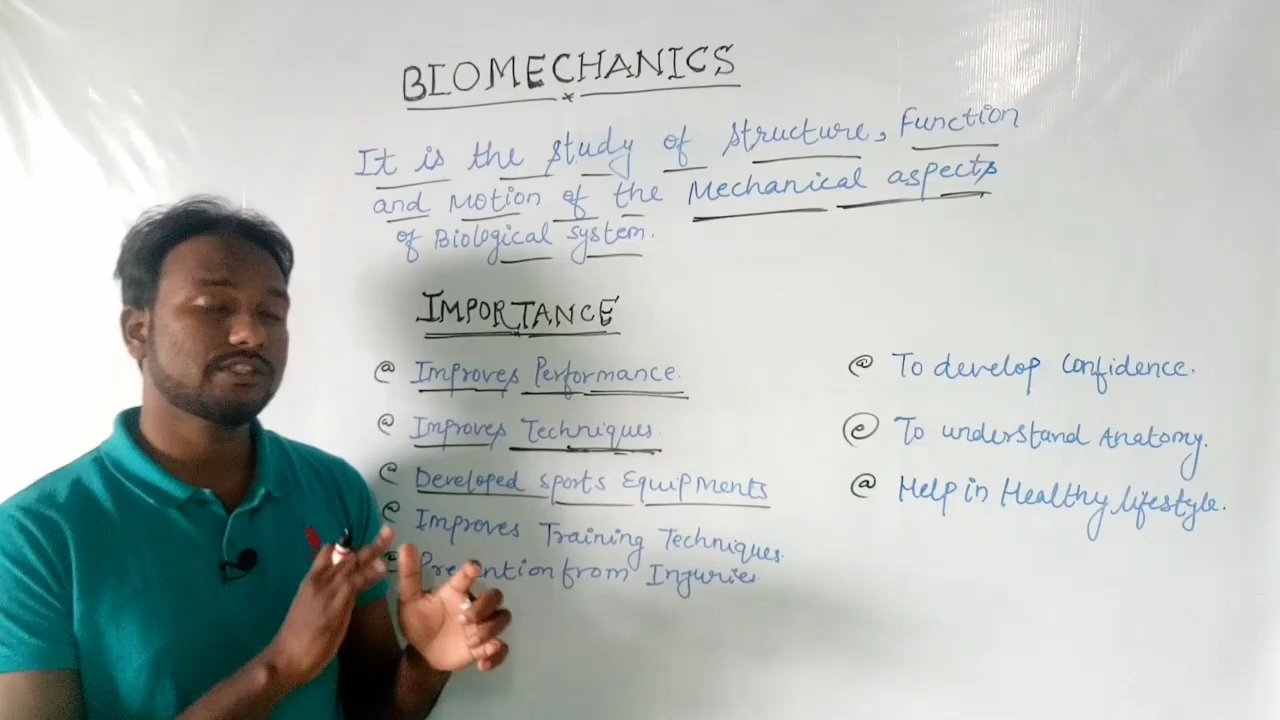 BIOMECHANICS
It is the study of structure, Function
and Motion of the Mechanical aspects
of Biological system.
IMPORTANCE
@ Improves Performance.
@ Improves Techniques.
@ Developed sports Equipments
@ Improves Training Techniques.
from Inguries
@ To develop confidence.
@ To understand Anatomy.
@ Help in Healthy lifestyle.